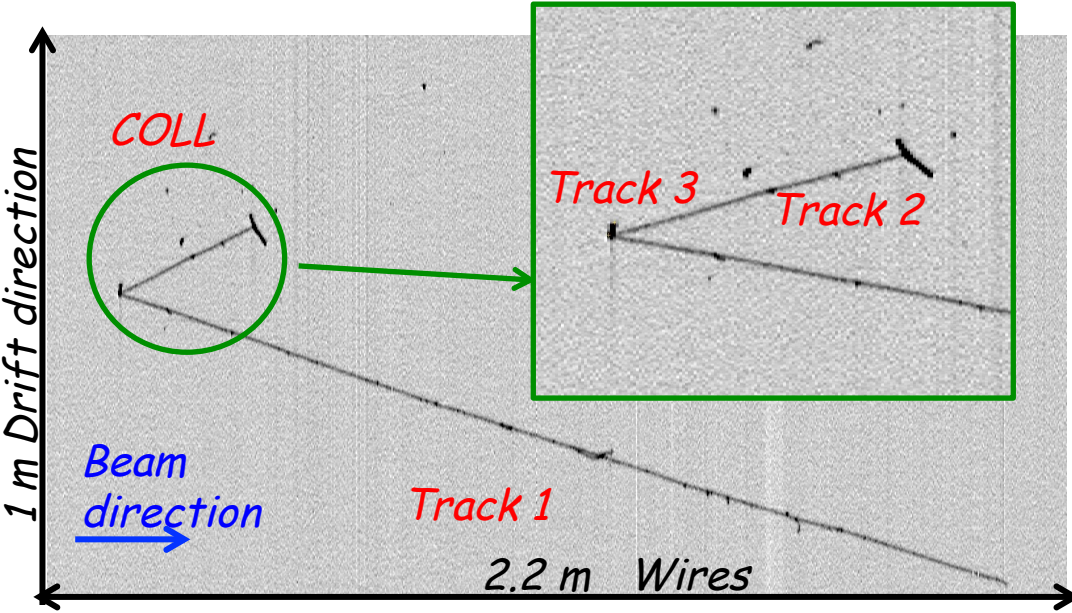 COLL
Track 3
Track 2
1 m Drift direction
Beam
direction
Track 1
2.2 m Wires